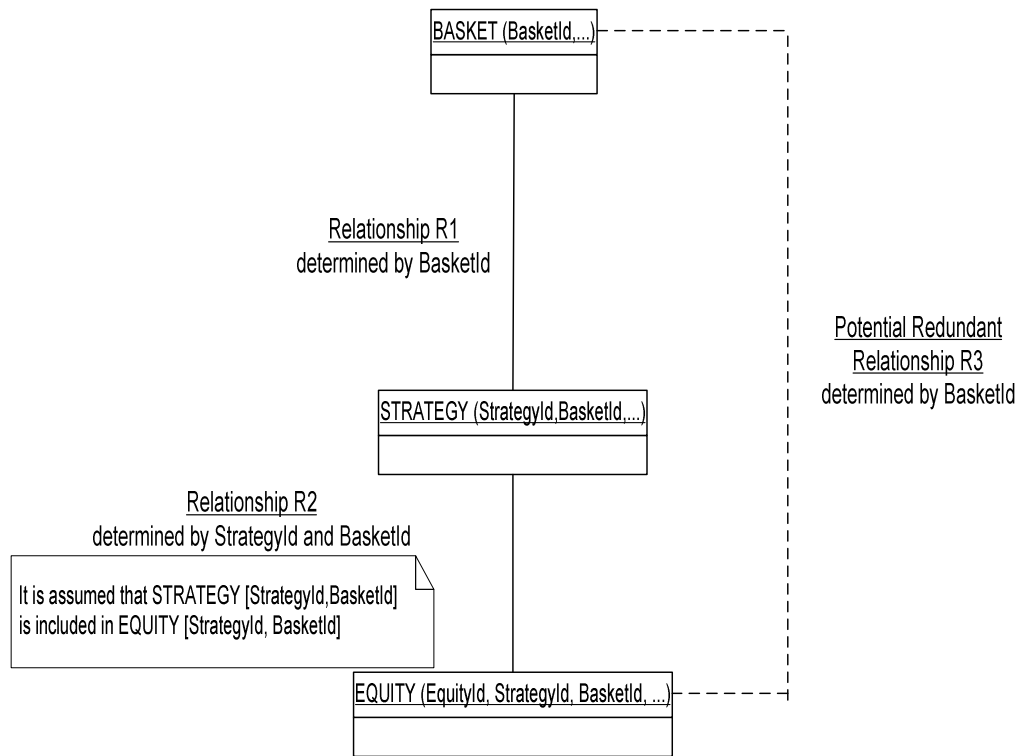 BASKET (BasketId,...)
Relationship R1
determined by BasketId
Potential Redundant
Relationship R3
determined by BasketId
STRATEGY (StrategyId,BasketId,...)
Relationship R2
determined by StrategyId and BasketId
It is assumed that STRATEGY [StrategyId,BasketId]
is included in EQUITY [StrategyId, BasketId]
EQUITY (EquityId, StrategyId, BasketId, ...)